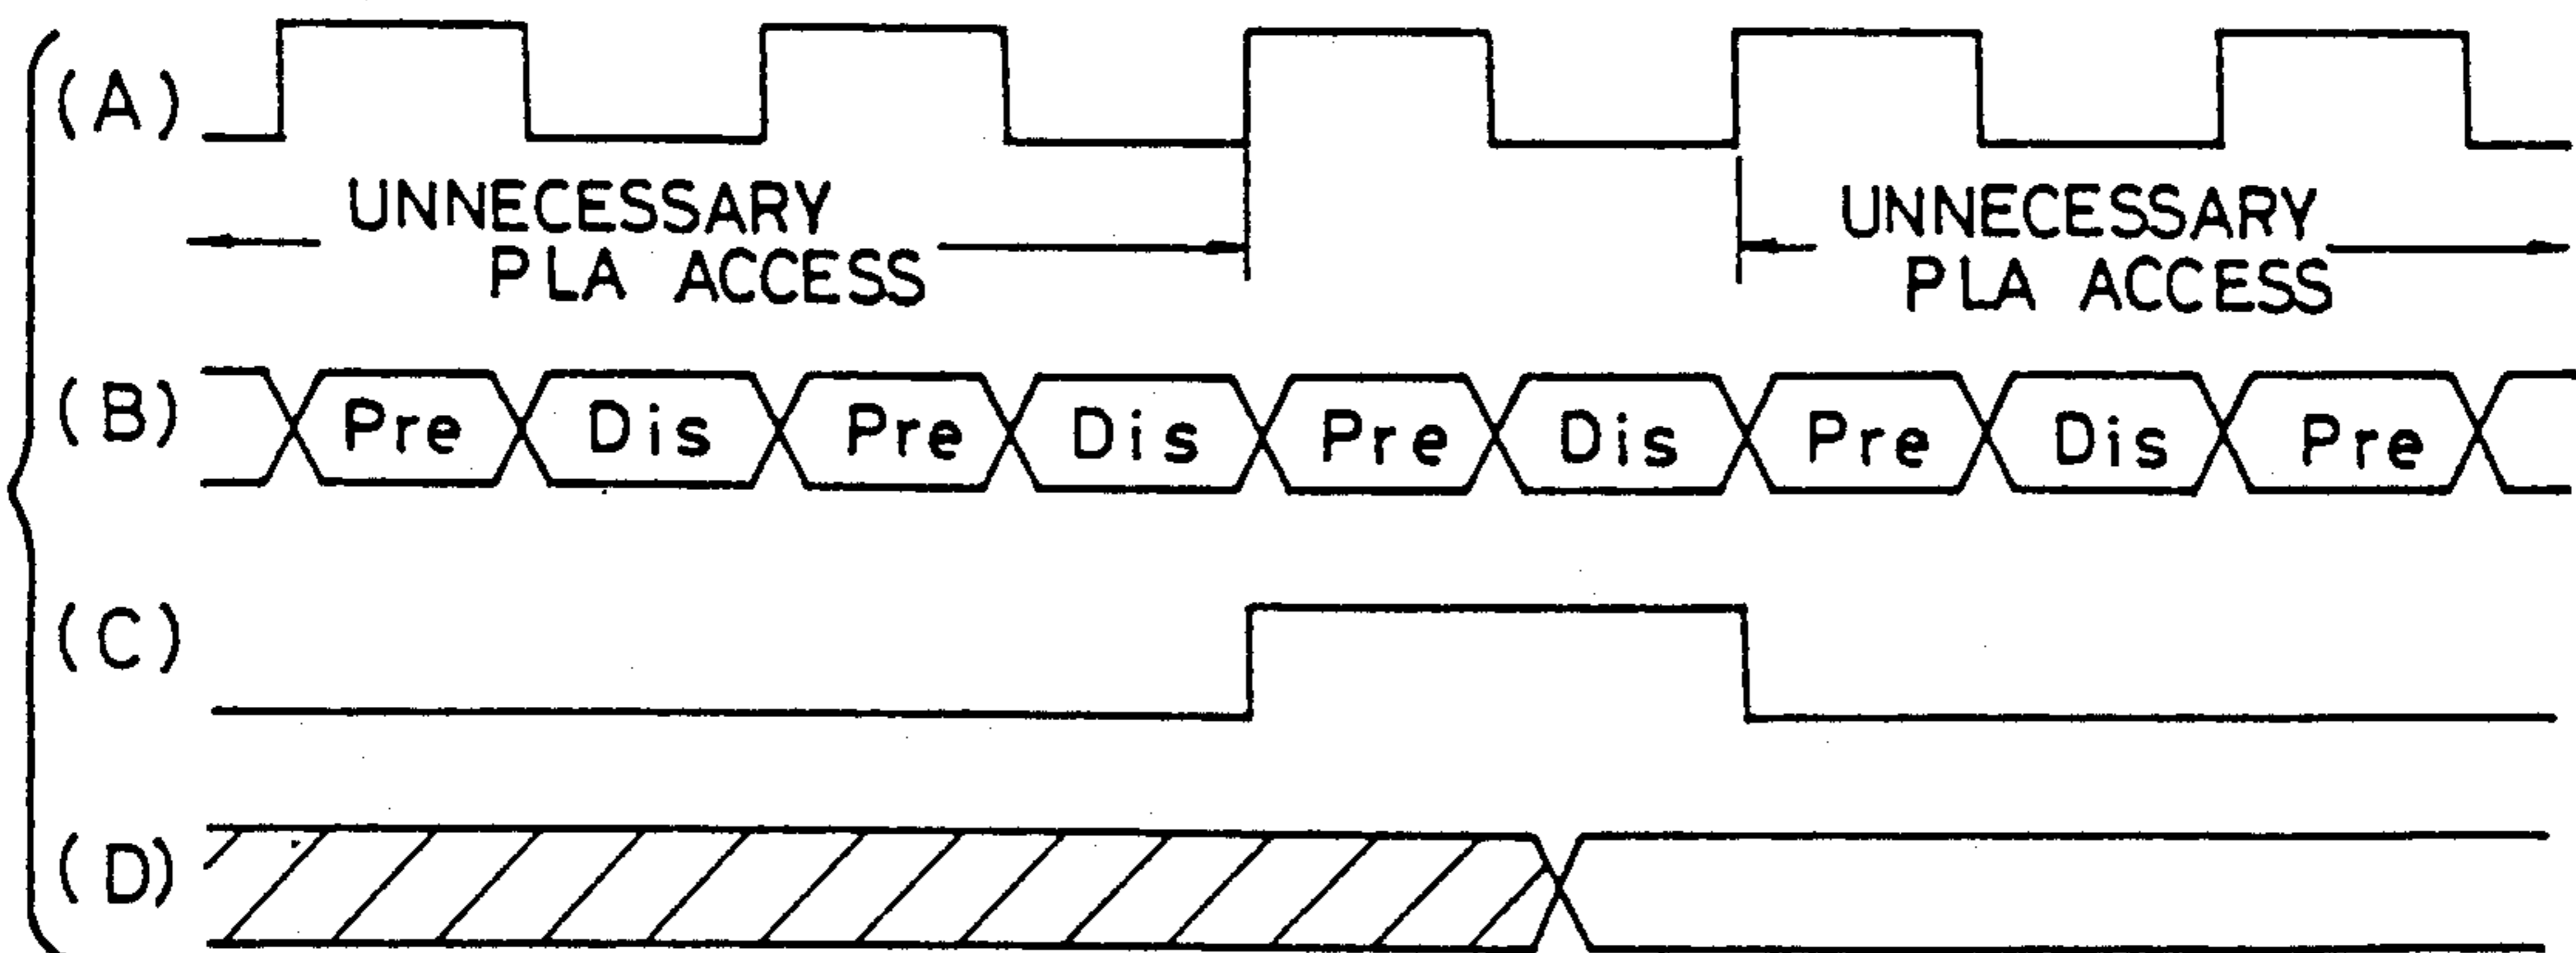 (A)
UNNECESSARY
PLA ACCESS
UNNECESSARY
PLA ACCESS
(B) Pre Dis Pre Dis Pre Dis Pre Dis Pre
(C)
(D)